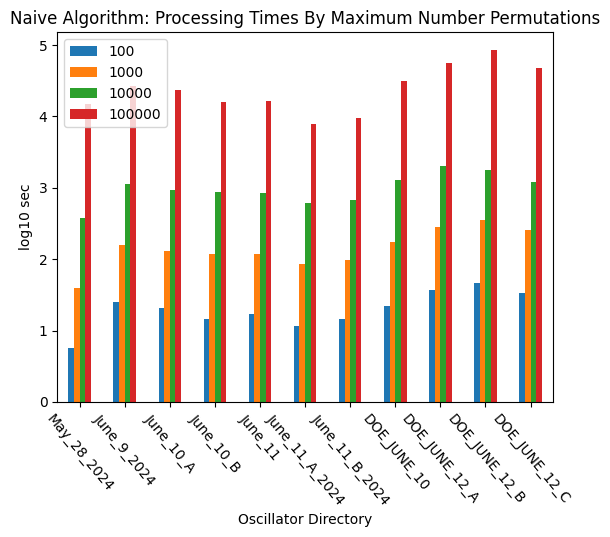 Naive Algorithm: Processing Times By Maximum Number Permutations
100
1000
10000
100000
5
4
3
2
1
0
log10 sec
May_28_2024
June_9_2024
June_10_A
June_10_B
June_11
June_11_A_2024
June_11_B_2024
DOE_JUNE_10
DOE_JUNE_12_A
DOE_JUNE_12_B
DOE_JUNE_12_C
Oscillator Directory